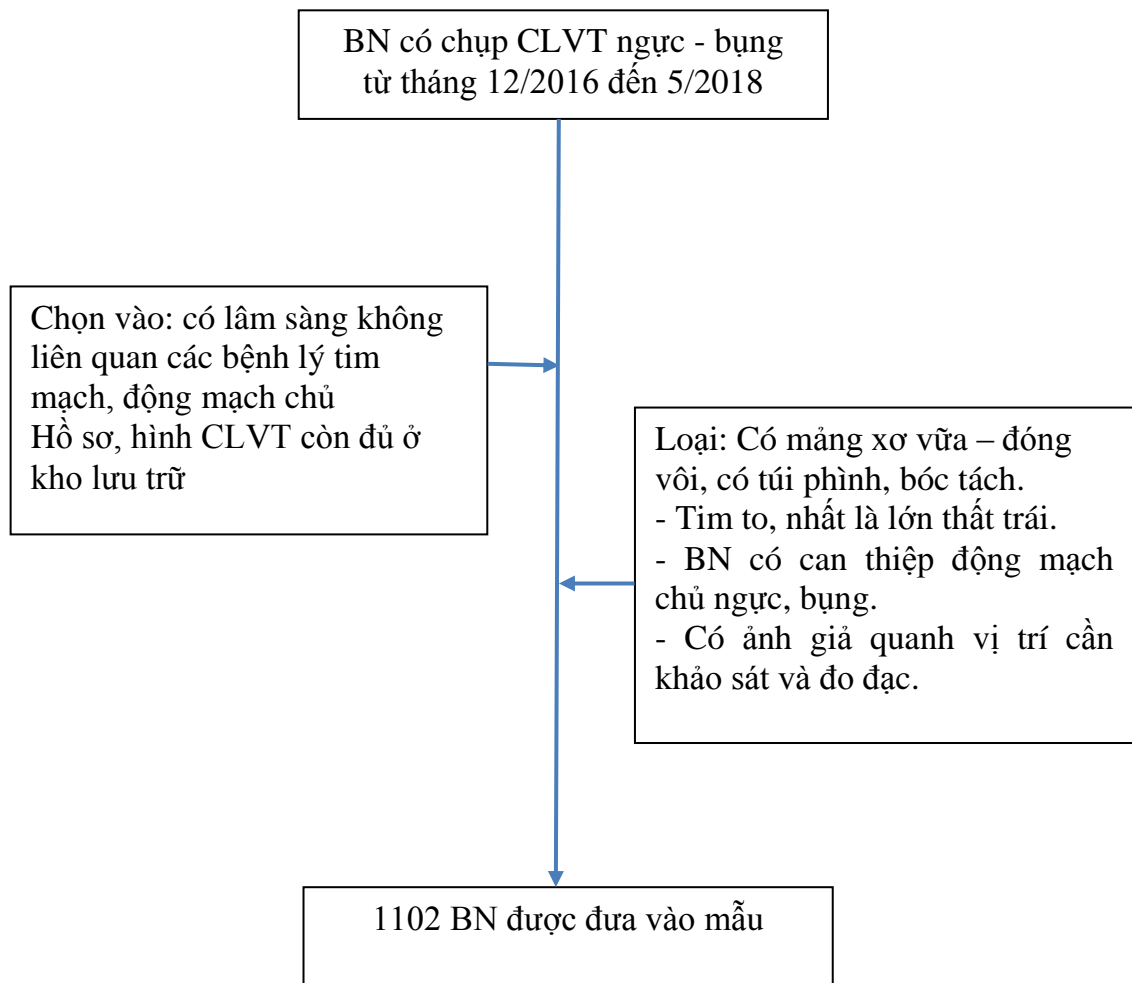 BN có chụp CLVT ngực - bụng
từ tháng 12/2016 đến 5/2018
Chọn vào: có lâm sàng không
liên quan các bệnh lý tim
mạch, động mạch chủ
Hồ sơ, hình CLVT còn đủ ở
kho lưu trữ
Loại: Có mảng xơ vữa – đóng
vôi, có túi phình, bóc tách.
- Tim to, nhất là lớn thất trái.
- BN có can thiệp động mạch
chủ ngực, bụng.
- Có ảnh giả quanh vị trí cần
khảo sát và đo đạc.
1102 BN được đưa vào mẫu